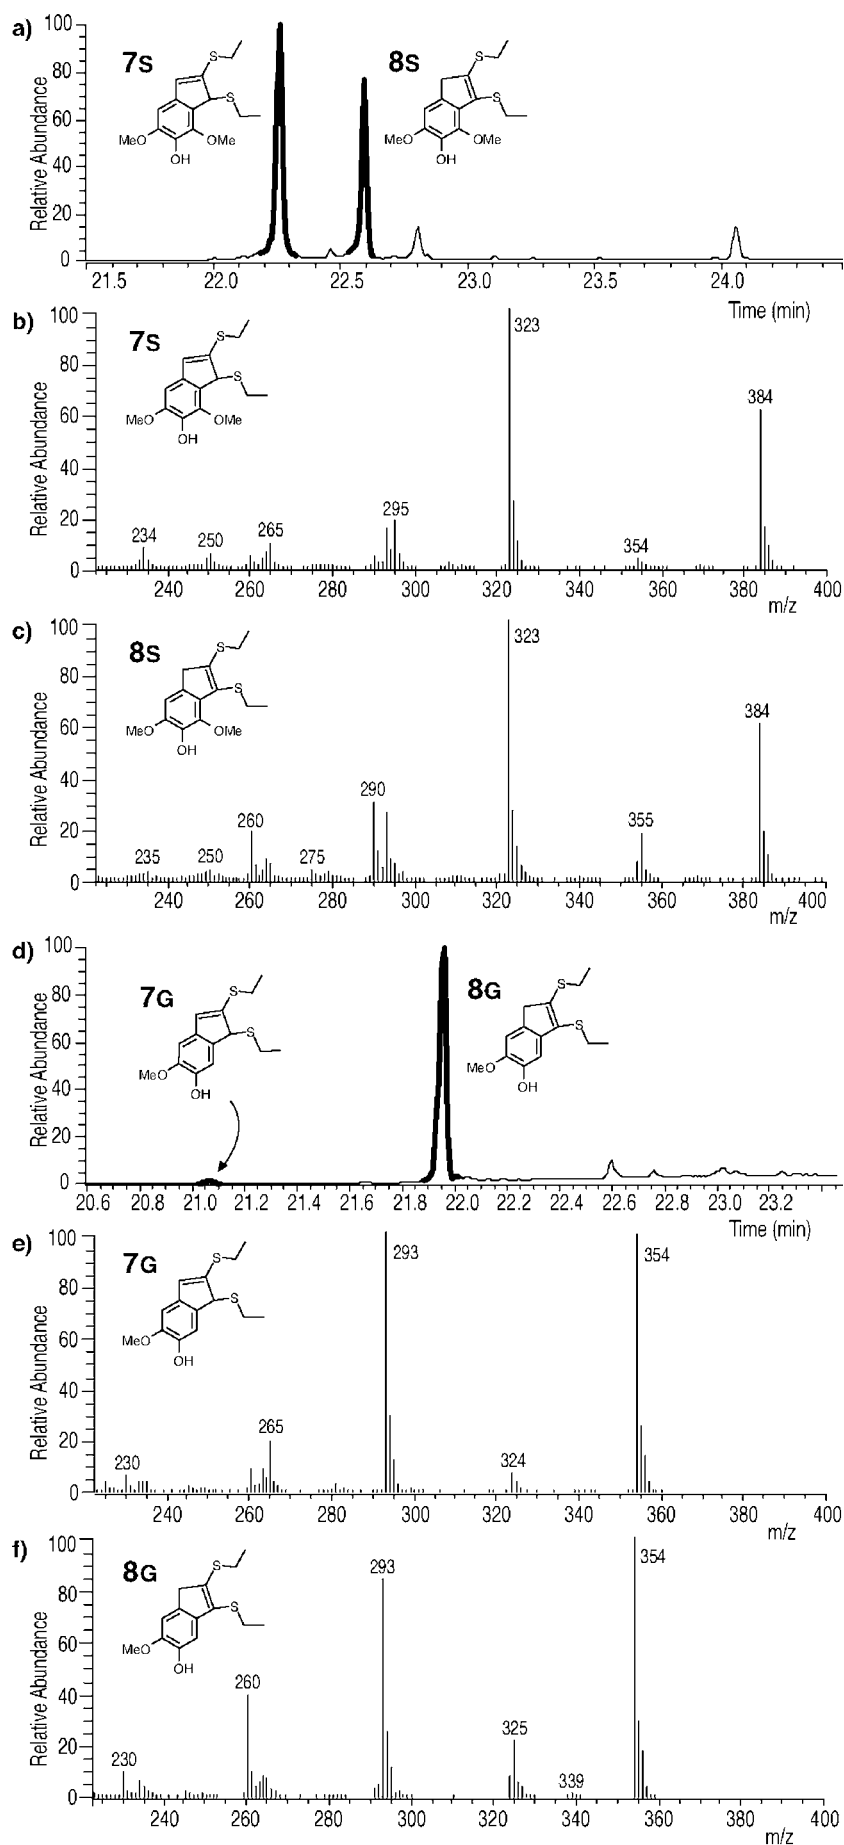 a)
Relative Abundance
100
80
60
40
20
0
7S
S
S
MeO
OMe
OH
8S
S
S
MeO
OMe
OH
21.5 22.0 22.5 23.0 23.5 24.0
Time (min)
b)
Relative Abundance
100
80
60
40
20
0
7S
S
S
MeO
OMe
OH
234
250
265
295
323
354
384
240 260 280 300 320 340 360 380 400
m/z
c)
Relative Abundance
100
80
60
40
20
0
8S
S
S
MeO
OMe
OH
235
250
260
275
290
323
355
384
240 260 280 300 320 340 360 380 400
m/z
d)
Relative Abundance
100
80
60
40
20
0
7G
S
S
MeO
OH
8G
S
S
MeO
OH
20.6 20.8 21.0 21.2 21.4 21.6 21.8 22.0 22.2 22.4 22.6 22.8 23.0 23.2
Time (min)
e)
Relative Abundance
100
80
60
40
20
0
7G
S
S
MeO
OH
230
265
293
324
354
240 260 280 300 320 340 360 380 400
m/z
f)
Relative Abundance
100
80
60
40
20
0
8G
S
S
MeO
OH
230
260
293
325
339
354
240 260 280 300 320 340 360 380 400
m/z